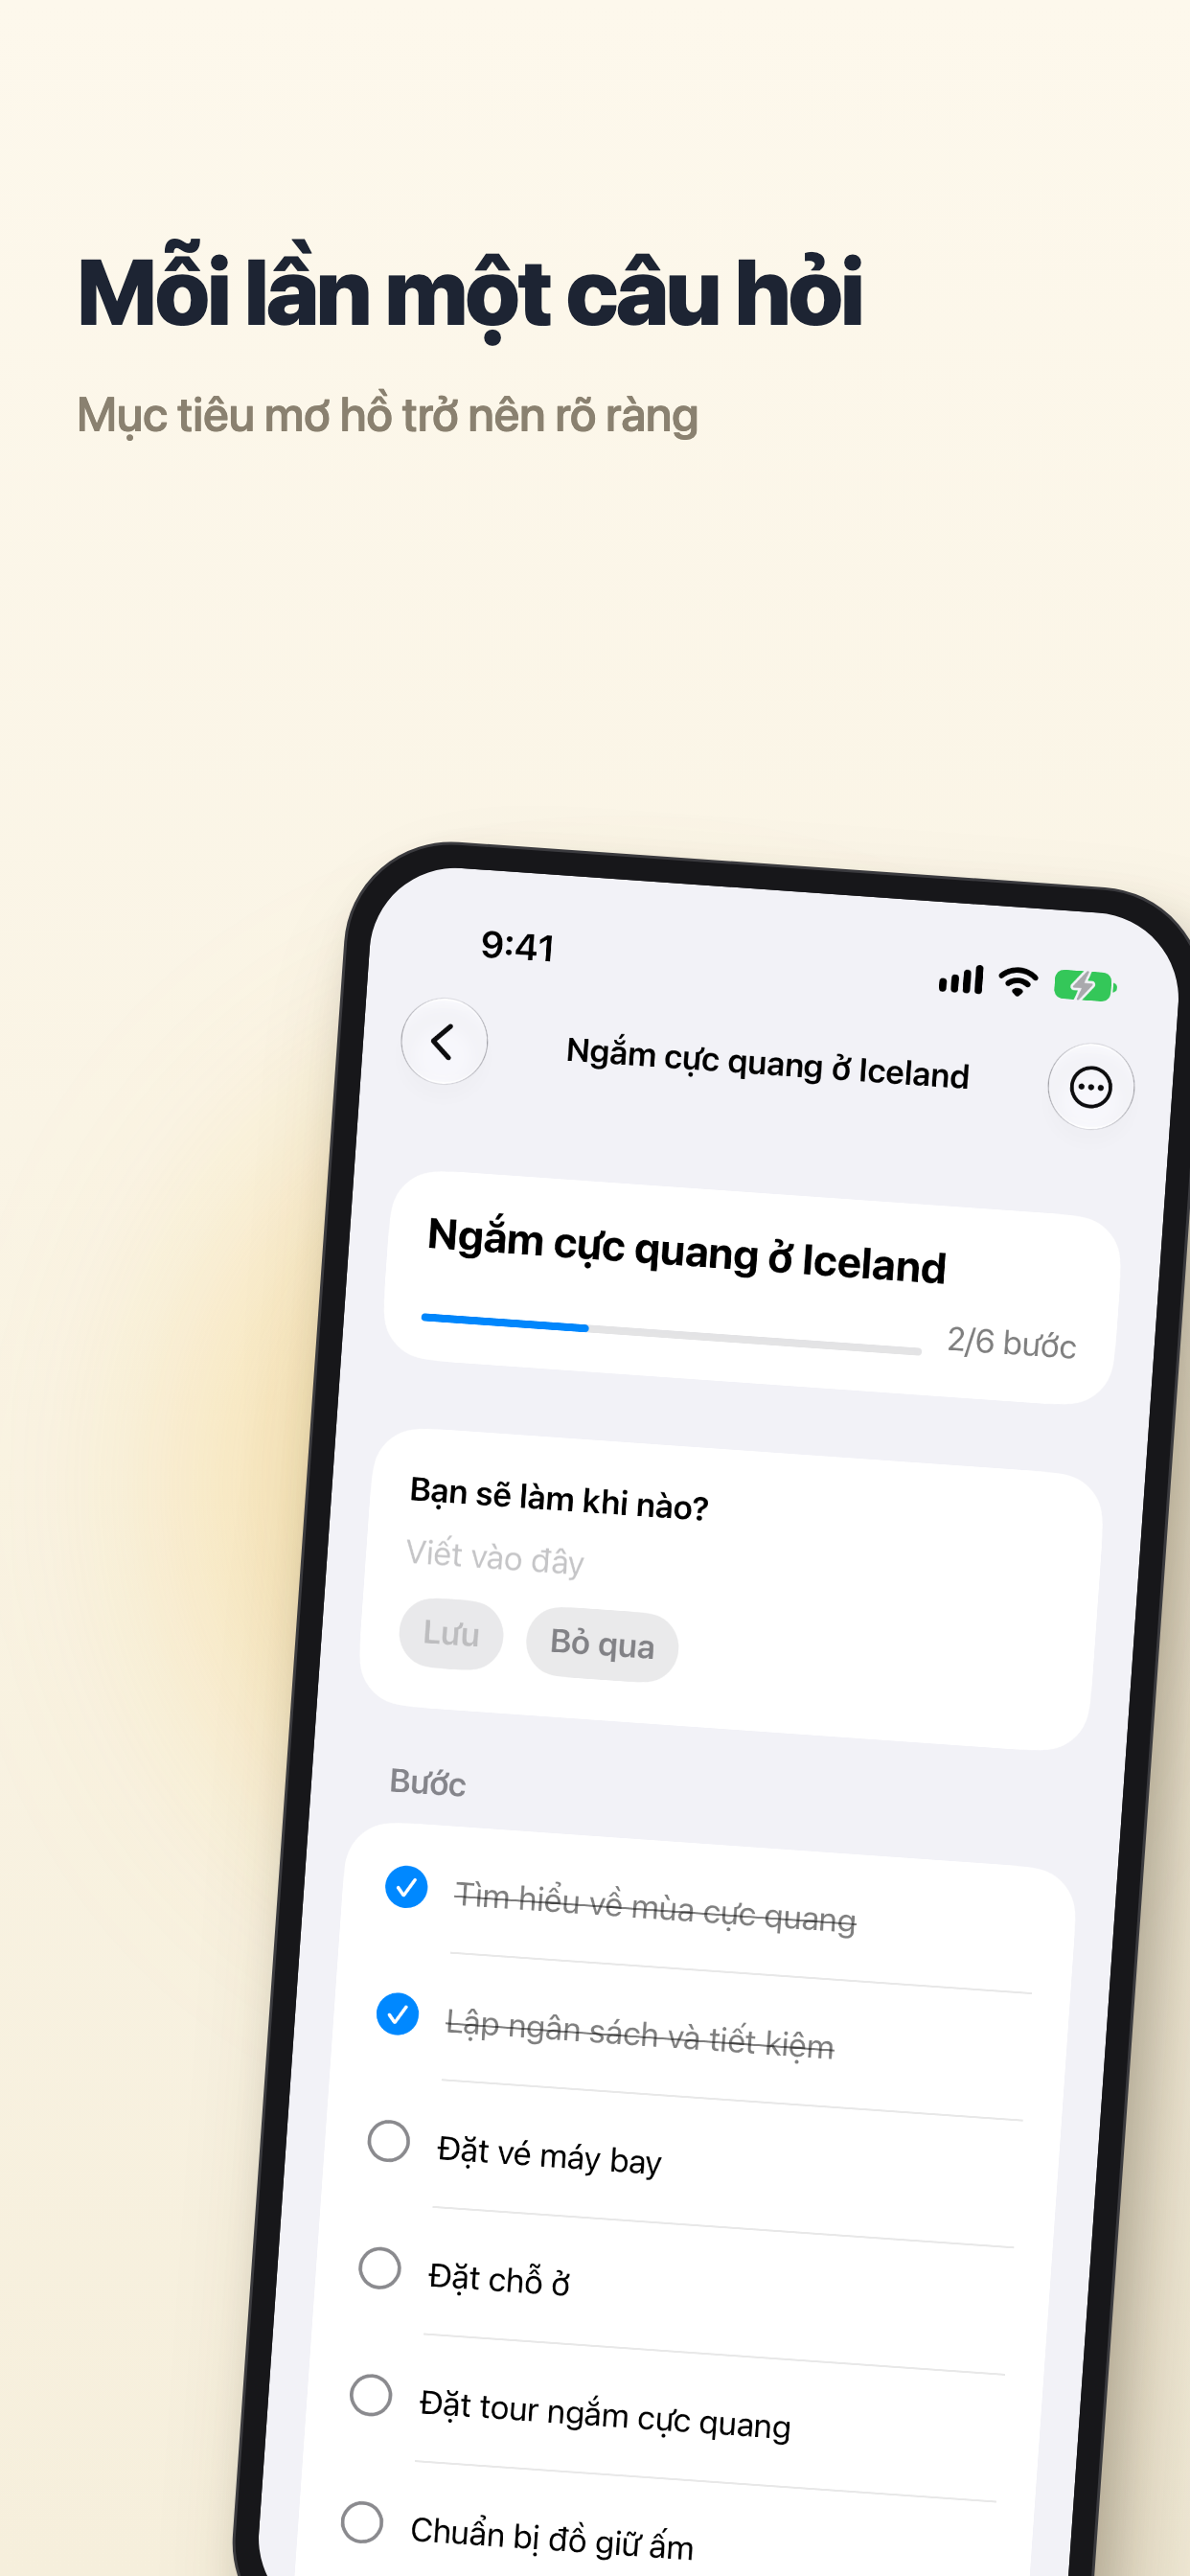 Mỗi lần một câu hỏi
Mục tiêu mơ hồ trở nên rõ ràng
9:41
Ngắm cực quang ở Iceland
Ngắm cực quang ở Iceland
2/6 bước
Bạn sẽ làm khi nào?
Viết vào đây
Lưu
Bỏ qua
Bước
Tìm hiểu về mùa cực quang
Lập ngân sách và tiết kiệm
Đặt vé máy bay
Đặt chỗ ở
Đặt tour ngắm cực quang
Chuẩn bị đồ giữ ấm